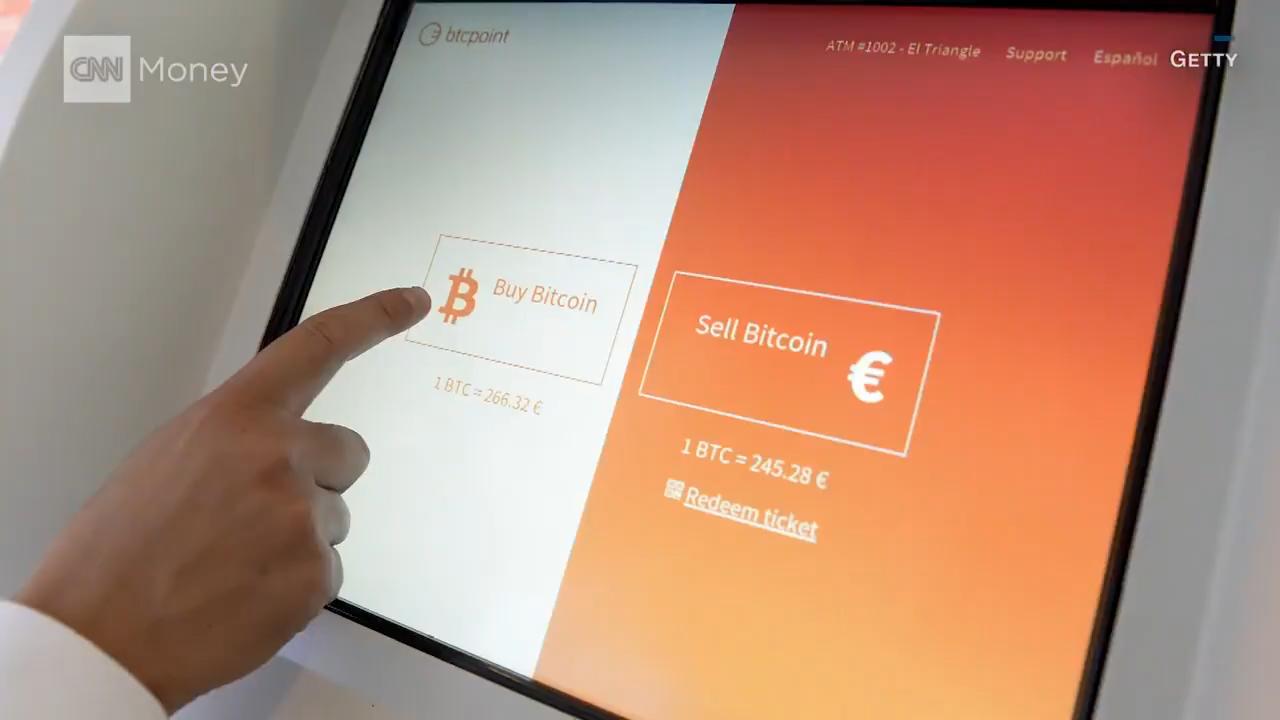 CNN Money
btcpoint
ATM #1002 - El Triangle Support Español
GETTY
Buy Bitcoin
1 BTC = 266.32 €
Sell Bitcoin €
1 BTC = 245.28 €
Redeem ticket